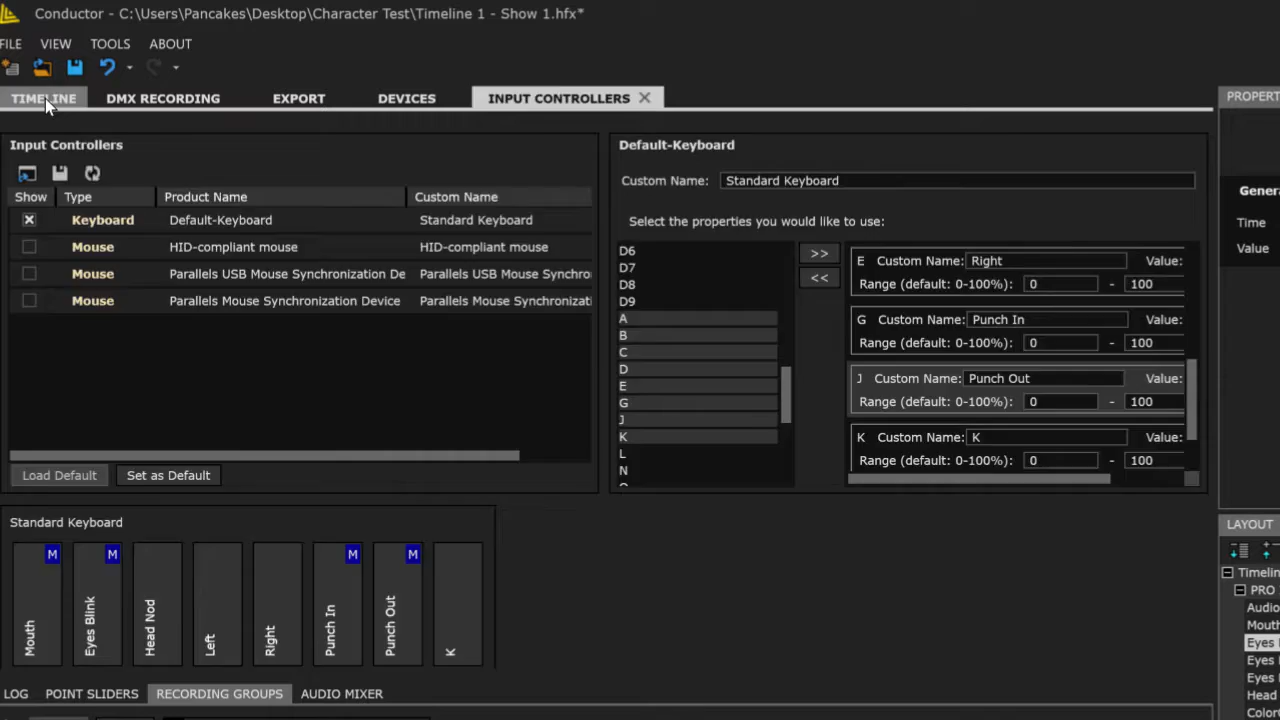 Conductor - C:\Users\Pancakes\Desktop\Character Test\Timeline 1 - Show 1.hfx*
FILE VIEW TOOLS ABOUT
TIMELINE DMX RECORDING EXPORT DEVICES INPUT CONTROLLERS
PROPERT
Input Controllers
Show Type Product Name Custom Name
Keyboard Default-Keyboard Standard Keyboard
Mouse HID-compliant mouse HID-compliant mouse
Mouse Parallels USB Mouse Synchronization De Parallels USB Mouse Synchro
Mouse Parallels Mouse Synchronization Device Parallels Mouse Synchronizati
Load Default Set as Default
Default-Keyboard
Custom Name: Standard Keyboard
Select the properties you would like to use:
D6
D7
D8
D9
A
B
C
D
E
G
J
K
L
N
>>
<<
E Custom Name: Right Value:
Range (default: 0-100%): 0 - 100
G Custom Name: Punch In Value:
Range (default: 0-100%): 0 - 100
J Custom Name: Punch Out Value:
Range (default: 0-100%): 0 - 100
K Custom Name: K Value:
Range (default: 0-100%): 0 - 100
Genera
Time
Value
Standard Keyboard
M M M M
Mouth Eyes Blink Head Nod Left Right Punch In Punch Out K
LAYOUT
Timelin
PRO
Audio
Mouth
Eyes
Eyes
Eyes
Head
Color
LOG POINT SLIDERS RECORDING GROUPS AUDIO MIXER